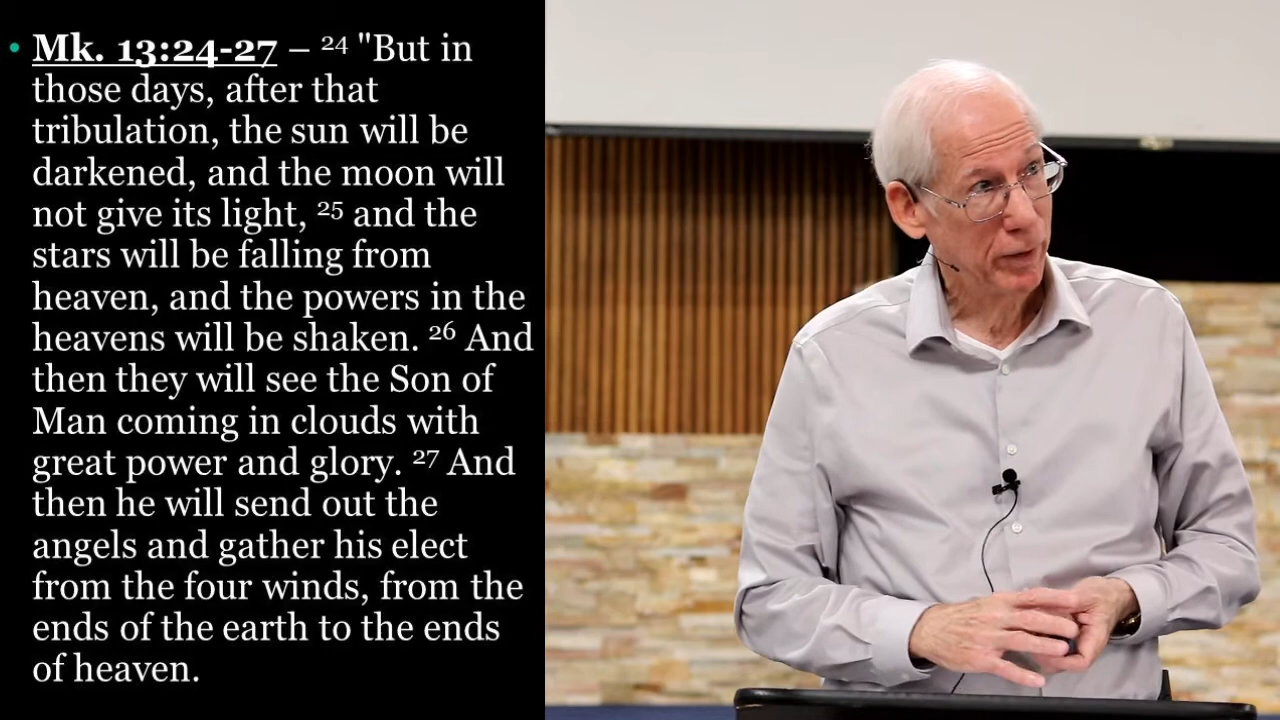 • Mk. 13:24-27 – 24 "But in
those days, after that
tribulation, the sun will be
darkened, and the moon will
not give its light, 25 and the
stars will be falling from
heaven, and the powers in the
heavens will be shaken. 26 And
then they will see the Son of
Man coming in clouds with
great power and glory. 27 And
then he will send out the
angels and gather his elect
from the four winds, from the
ends of the earth to the ends
of heaven.